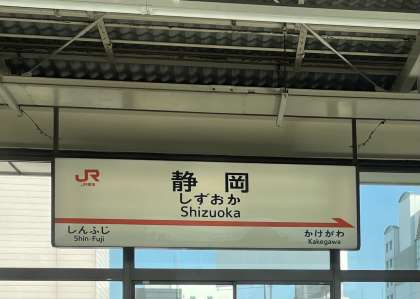 JR
JR東海
静岡
しずおか
Shizuoka
しんふじ
Shin-Fuji
かけがわ
Kakegawa